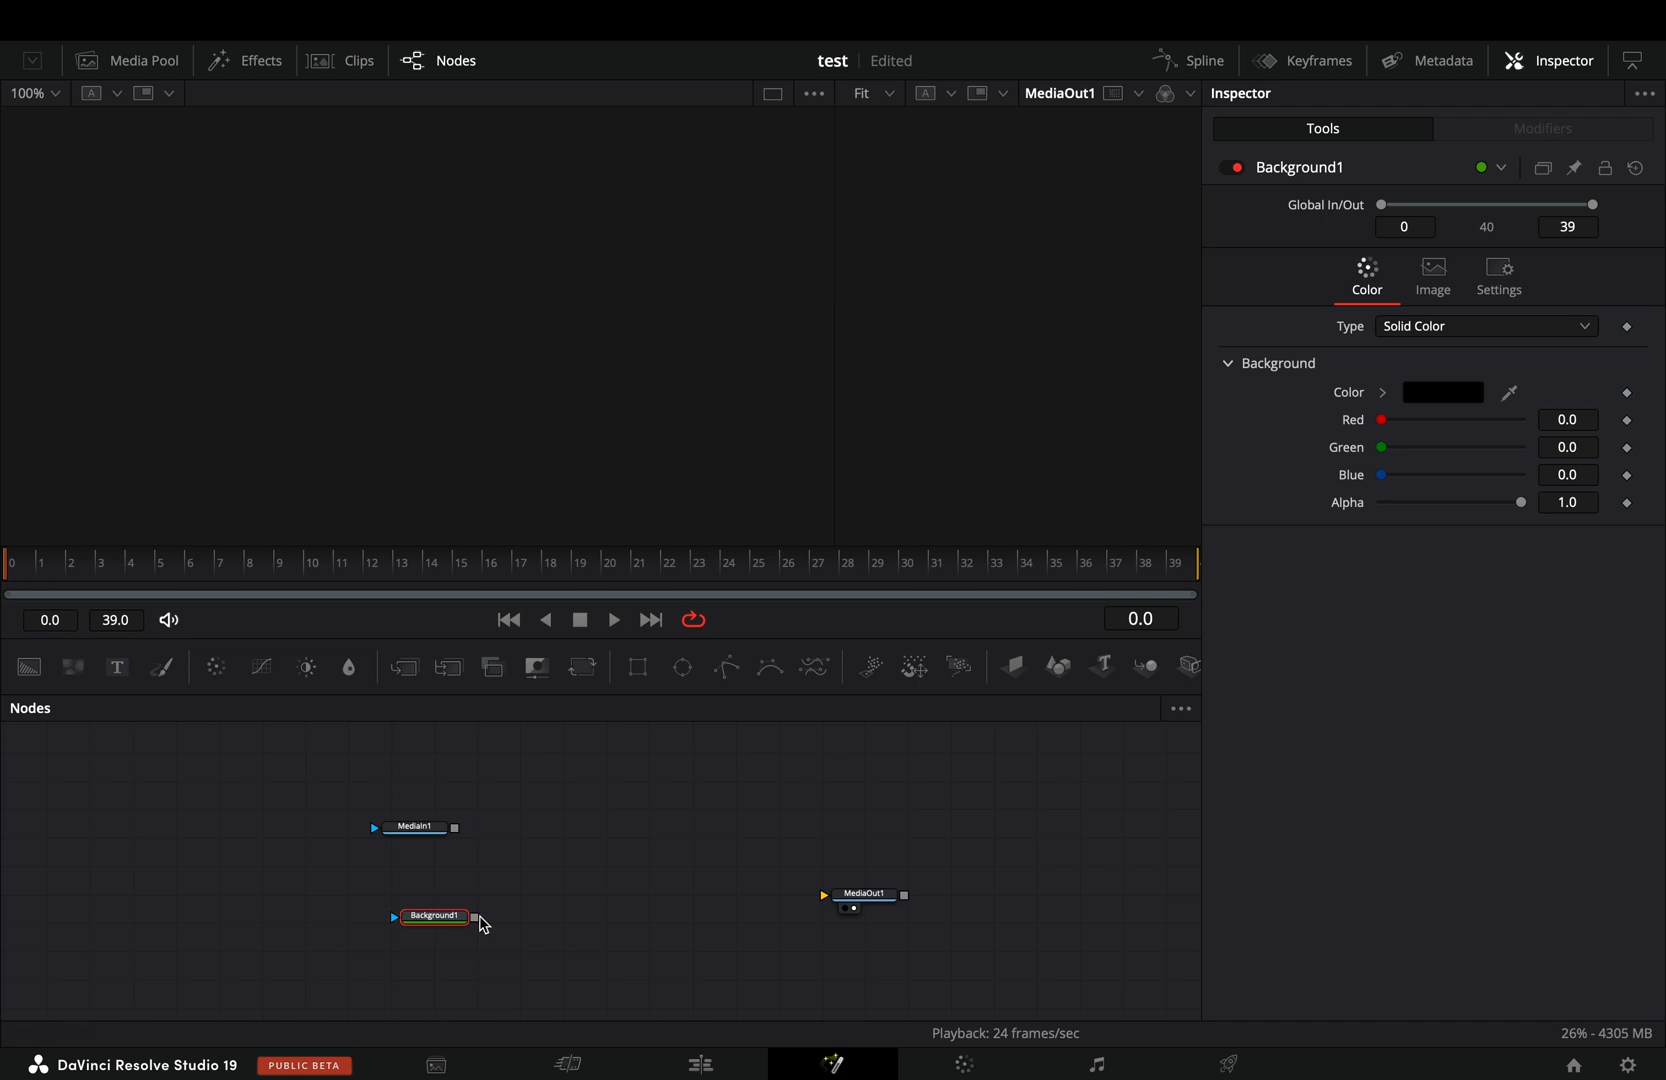 Media Pool
Effects
Clips
Nodes
test
Edited
Spline
Keyframes
Metadata
Inspector
100%
A
Fit
A
MediaOut1
Inspector
Tools
Modifiers
Background1
Global In/Out
0
40
39
Color
Image
Settings
Type
Solid Color
Background
Color
Red
0.0
Green
0.0
Blue
0.0
Alpha
1.0
0 1 2 3 4 5 6 7 8 9 10 11 12 13 14 15 16 17 18 19 20 21 22 23 24 25 26 27 28 29 30 31 32 33 34 35 36 37 38 39
0.0
39.0
0.0
T
T
Nodes
MediaIn1
Background1
MediaOut1
Playback: 24 frames/sec
26% - 4305 MB
DaVinci Resolve Studio 19
PUBLIC BETA